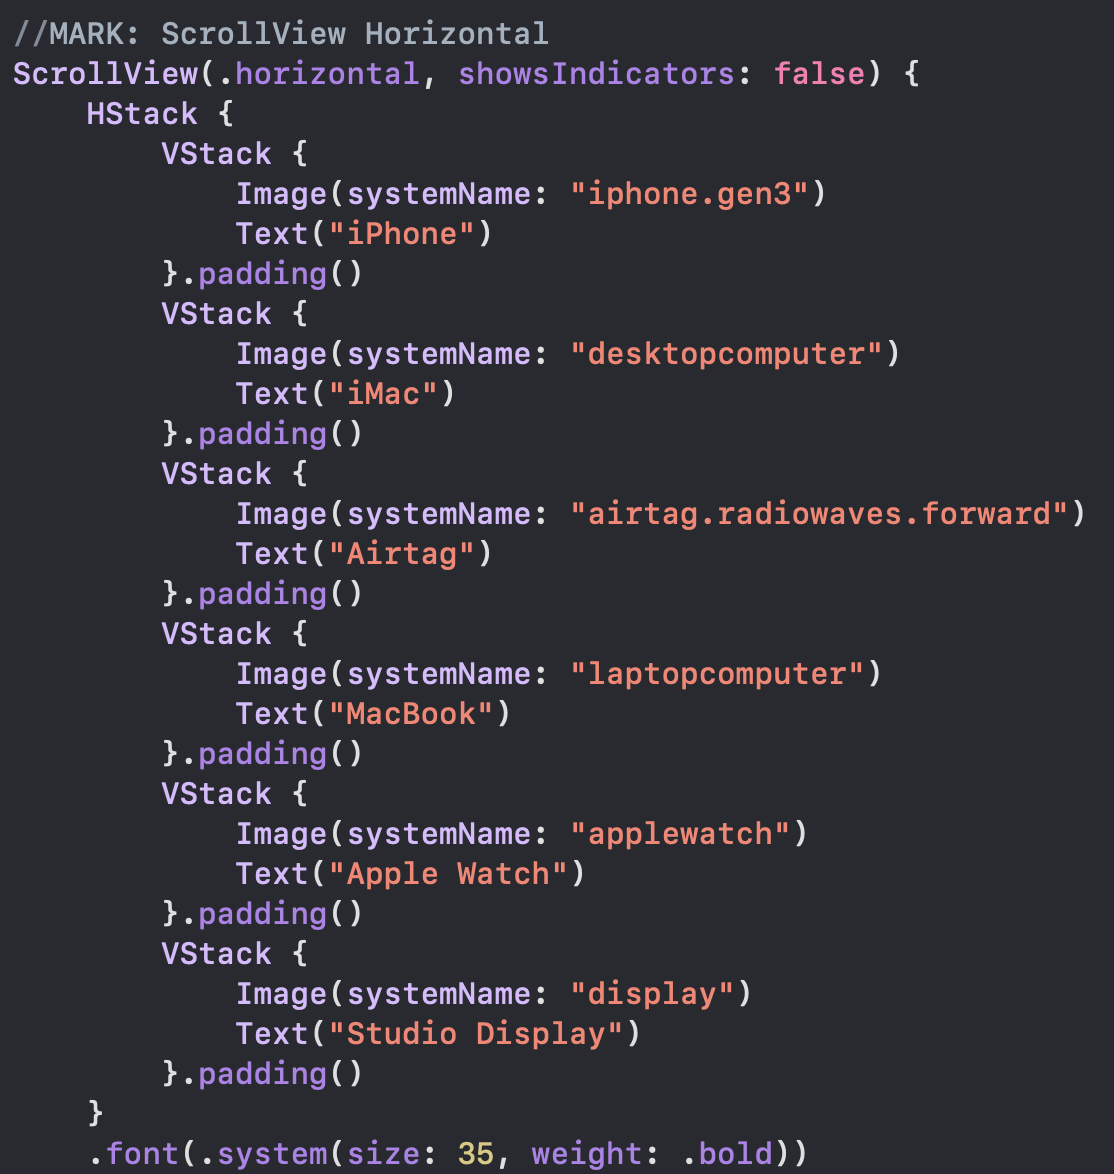 //MARK: ScrollView Horizontal
ScrollView(.horizontal, showsIndicators: false) {
    HStack {
        VStack {
            Image(systemName: "iphone.gen3")
            Text("iPhone")
        }.padding()
        VStack {
            Image(systemName: "desktopcomputer")
            Text("iMac")
        }.padding()
        VStack {
            Image(systemName: "airtag.radiowaves.forward")
            Text("Airtag")
        }.padding()
        VStack {
            Image(systemName: "laptopcomputer")
            Text("MacBook")
        }.padding()
        VStack {
            Image(systemName: "applewatch")
            Text("Apple Watch")
        }.padding()
        VStack {
            Image(systemName: "display")
            Text("Studio Display")
        }.padding()
    }
    .font(.system(size: 35, weight: .bold))